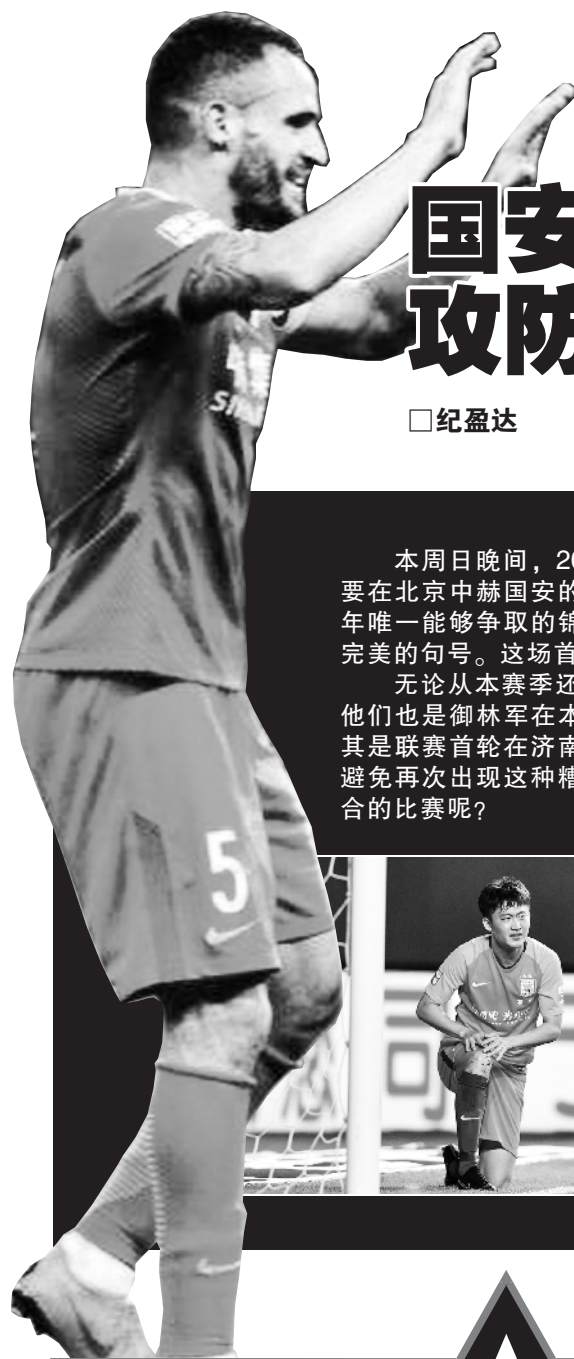 国安
攻防
□纪盈达
本周日晚间，20
要在北京中赫国安的
年唯一能够争取的锦
完美的句号。这场首
无论从本赛季还
他们也是御林军在本
其是联赛首轮在济南
避免再次出现这种糟
合的比赛呢？
5